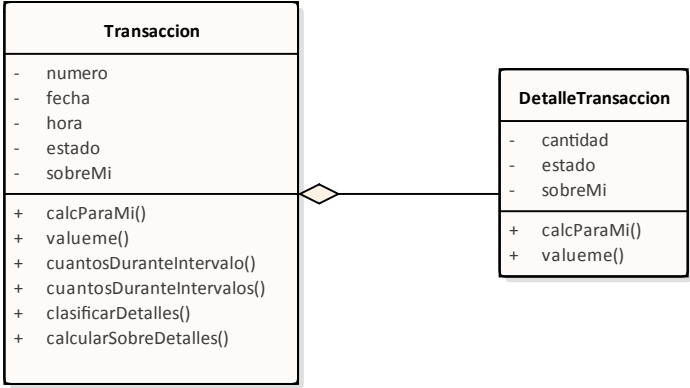 Transaccion
- numero
- fecha
- hora
- estado
- sobreMi
+ calcParaMi()
+ valueme()
+ cuantosDuranteIntervalo()
+ cuantosDuranteIntervalos()
+ clasificarDetalles()
+ calcularSobreDetalles()
DetalleTransaccion
- cantidad
- estado
- sobreMi
+ calcParaMi()
+ valueme()